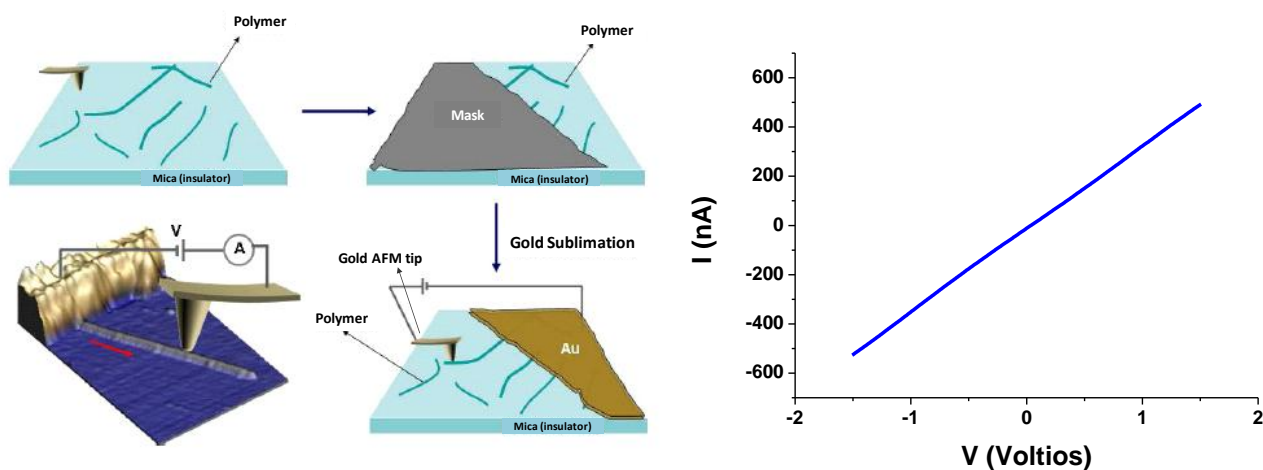 Polymer
Mica (insulator)
Polymer
Mask
Mica (insulator)
Gold Sublimation
V
A
Gold AFM tip
Polymer
Au
Mica (insulator)
I (nA)
600
400
200
0
-200
-400
-600
-2
-1
0
1
2
V (Voltios)